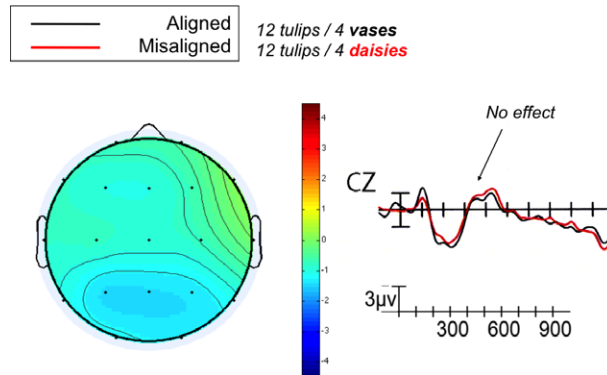 Aligned 12 tulips / 4 vases
Misaligned 12 tulips / 4 daisies
No effect
CZ
3µv
300 600 900
4
3
2
1
0
-1
-2
-3
-4